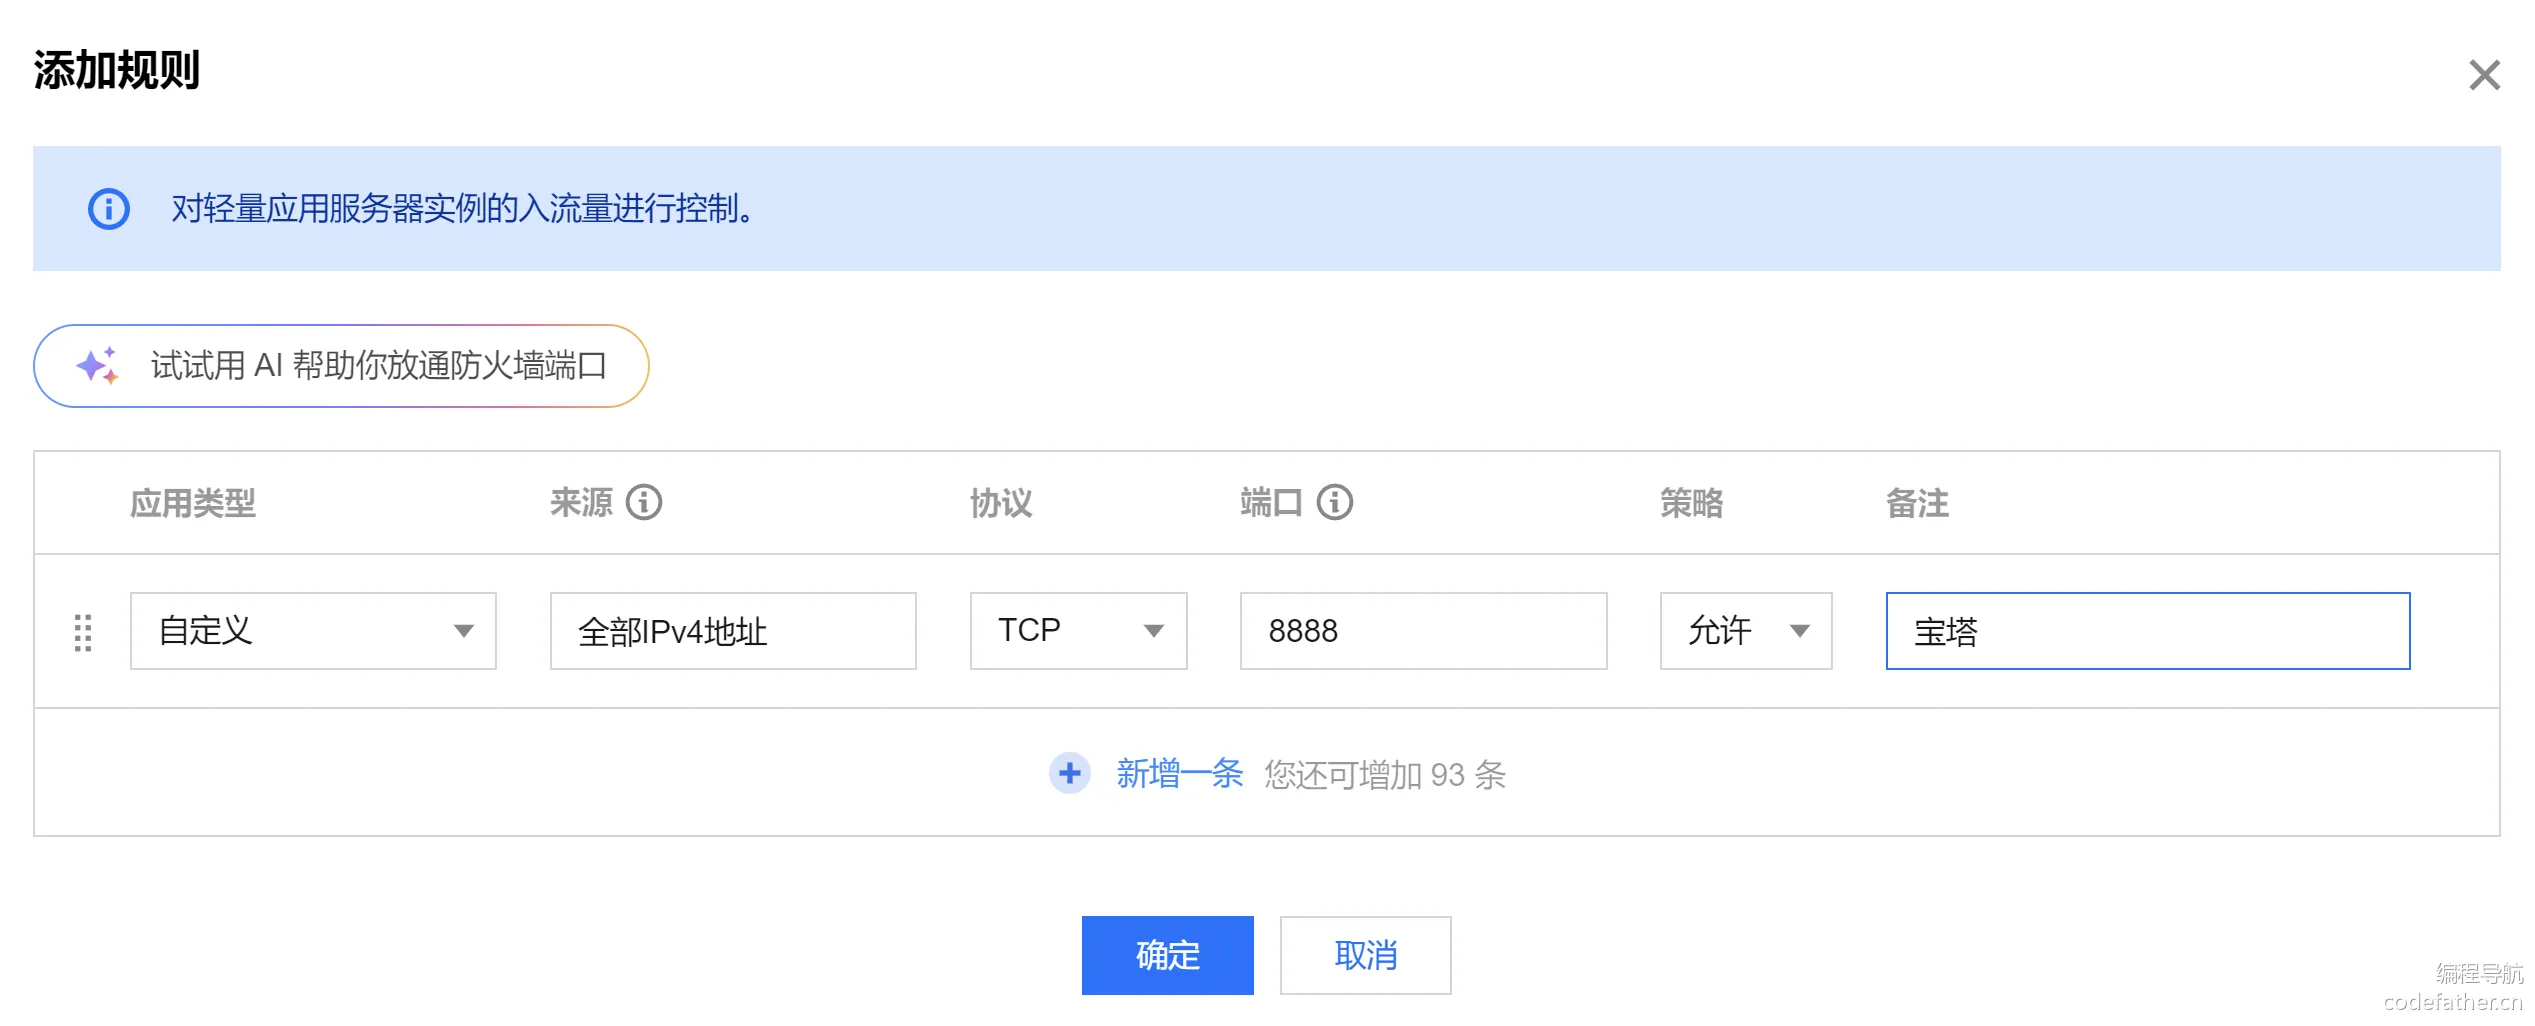 添加规则
对轻量应用服务器实例的入流量进行控制。
试试用 AI 帮助你放通防火墙端口
应用类型 来源 协议 端口 策略 备注
自定义 全部IPv4地址 TCP 8888 允许 宝塔
新增一条 您还可增加 93 条
确定 取消
编程导航
codefather.cn